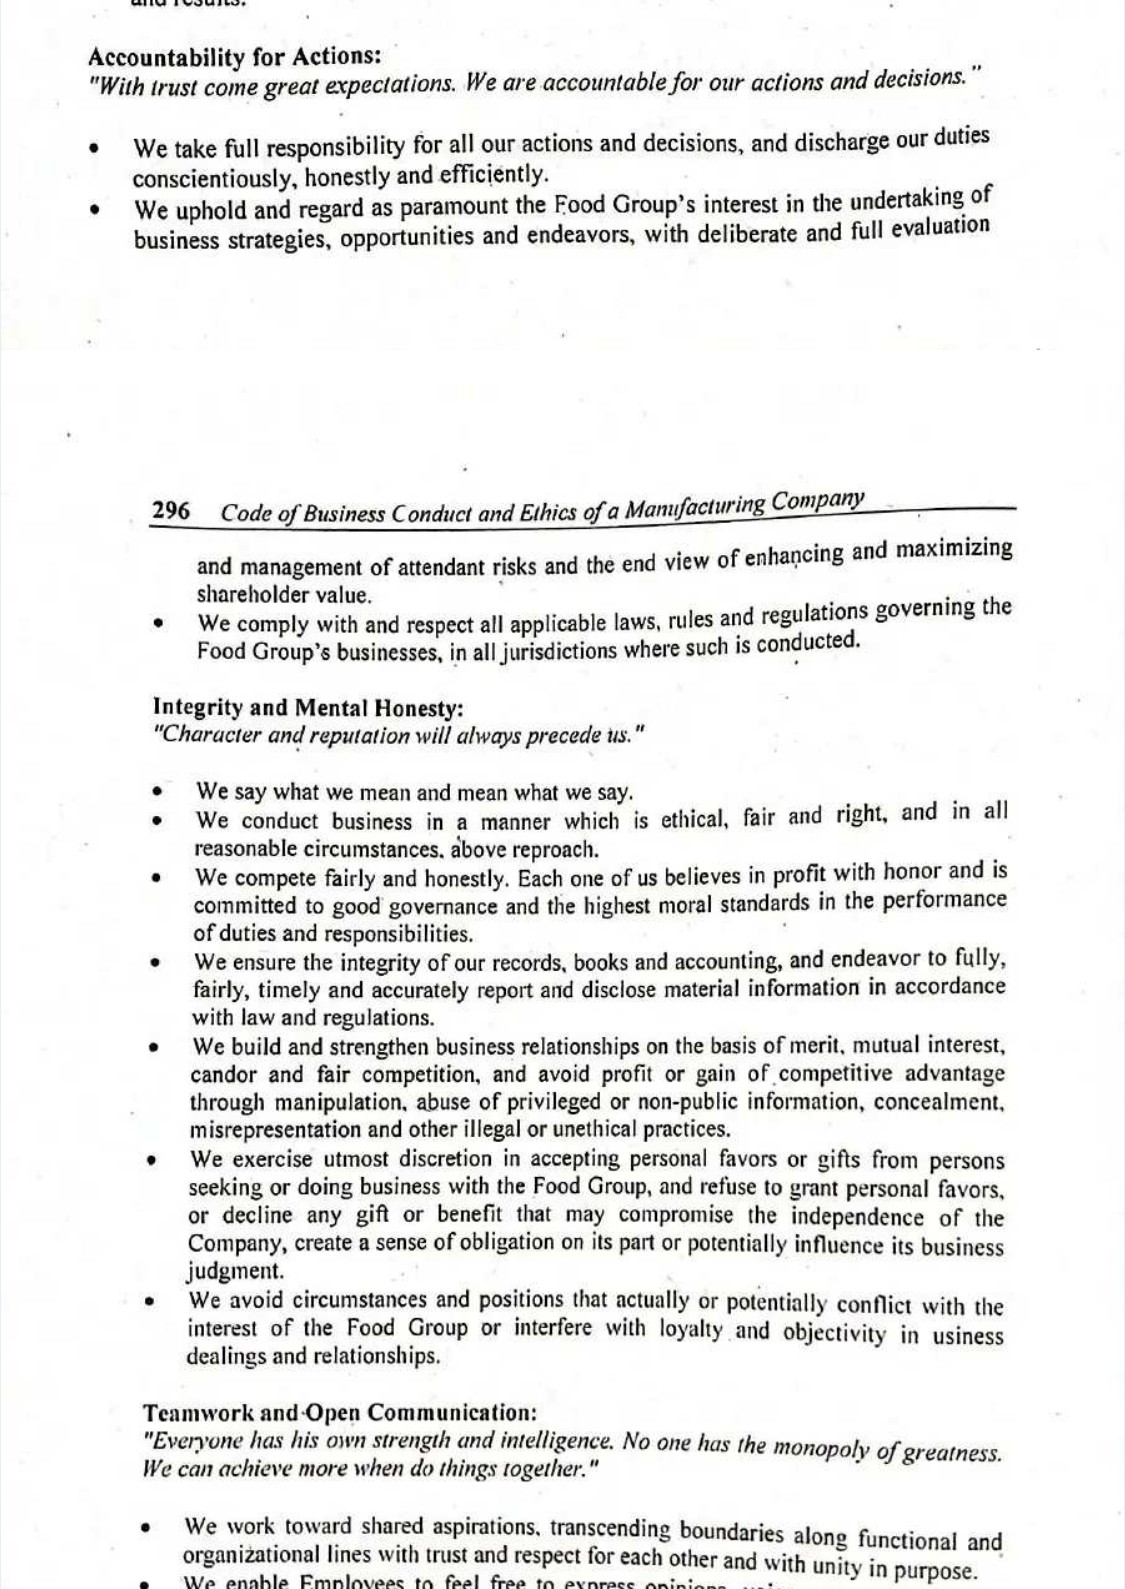 and results.
Accountability for Actions:
"With trust come great expectations. We are accountable for our actions and decisions."
• We take full responsibility for all our actions and decisions, and discharge our duties
conscientiously, honestly and efficiently.
• We uphold and regard as paramount the Food Group's interest in the undertaking of
business strategies, opportunities and endeavors, with deliberate and full evaluation
296 Code of Business Conduct and Ethics of a Manufacturing Company
and management of attendant risks and the end view of enhancing and maximizing
shareholder value.
• We comply with and respect all applicable laws, rules and regulations governing the
Food Group's businesses, in all jurisdictions where such is conducted.
Integrity and Mental Honesty:
"Character and reputation will always precede us."
• We say what we mean and mean what we say.
• We conduct business in a manner which is ethical, fair and right, and in all
reasonable circumstances, above reproach.
• We compete fairly and honestly. Each one of us believes in profit with honor and is
committed to good governance and the highest moral standards in the performance
of duties and responsibilities.
• We ensure the integrity of our records, books and accounting, and endeavor to fully,
fairly, timely and accurately report and disclose material information in accordance
with law and regulations.
• We build and strengthen business relationships on the basis of merit, mutual interest,
candor and fair competition, and avoid profit or gain of competitive advantage
through manipulation, abuse of privileged or non-public information, concealment,
misrepresentation and other illegal or unethical practices.
• We exercise utmost discretion in accepting personal favors or gifts from persons
seeking or doing business with the Food Group, and refuse to grant personal favors,
or decline any gift or benefit that may compromise the independence of the
Company, create a sense of obligation on its part or potentially influence its business
judgment.
• We avoid circumstances and positions that actually or potentially conflict with the
interest of the Food Group or interfere with loyalty and objectivity in usiness
dealings and relationships.
Teamwork and Open Communication:
"Everyone has his own strength and intelligence. No one has the monopoly of greatness.
We can achieve more when do things together."
• We work toward shared aspirations, transcending boundaries along functional and
organizational lines with trust and respect for each other and with unity in purpose.
• We enable Employees to feel free to express opinions,